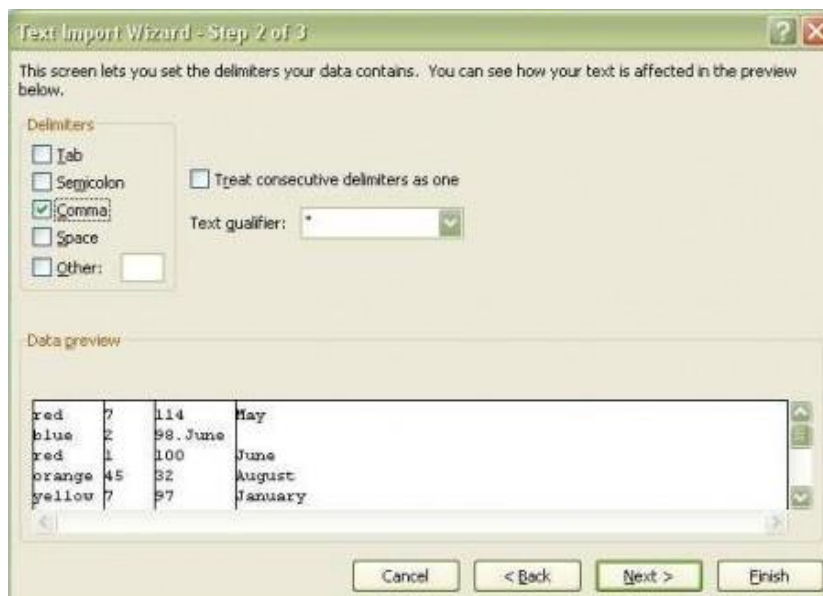 Text Import Wizard - Step 2 of 3
This screen lets you set the delimiters your data contains. You can see how your text is affected in the preview
below.
Delimiters
Tab
Semicolon
Comma
Space
Other:
Treat consecutive delimiters as one
Text qualifier: "
Data preview
red 7 114 May
blue 2 98.June
red 1 100 June
orange 45 32 August
yellow 7 97 January
Cancel < Back Next > Finish